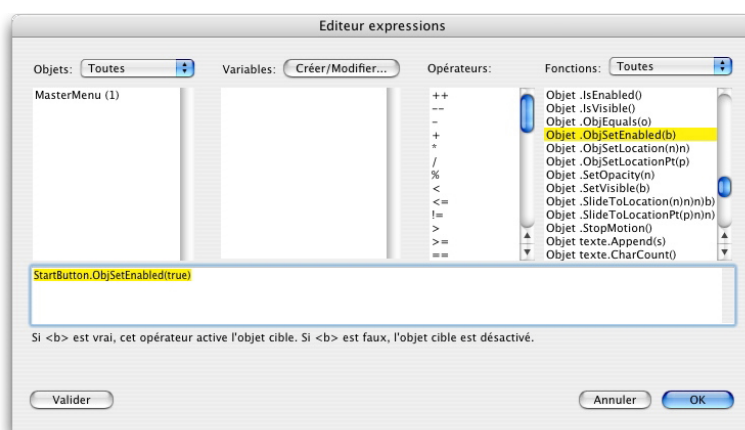 Editeur expressions
Objets: Toutes
Variables: Créer/Modifier...
Opérateurs:
Fonctions: Toutes
MasterMenu (1)
++
--
-
+
*
/
%
<
<=
!=
>
>=
==
Objet .IsEnabled()
Objet .IsVisible()
Objet .ObjEquals(o)
Objet .ObjSetEnabled(b)
Objet .ObjSetLocation(n)n)
Objet .ObjSetLocationPt(p)
Objet .SetOpacity(n)
Objet .SetVisible(b)
Objet .SlideToLocation(n)n)n)b)
Objet .SlideToLocationPt(p)n)n)
Objet .StopMotion()
Objet texte.Append(s)
Objet texte.CharCount()
StartButton.ObjSetEnabled(true)
Si <b> est vrai, cet opérateur active l'objet cible. Si <b> est faux, l'objet cible est désactivé.
Valider
Annuler
OK